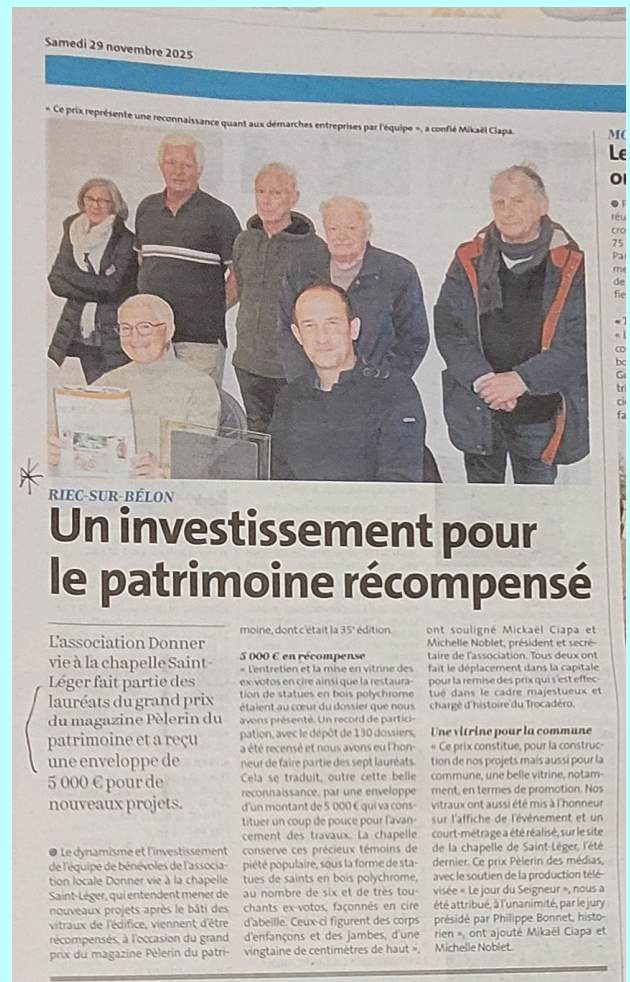 Samedi 29 novembre 2025
« Ce prix représente une reconnaissance quant aux démarches entreprises par l'équipe », a confié Mikaël Ciapa.
RIEC-SUR-BÉLON
Un investissement pour
le patrimoine récompensé
L'association Donner
vie à la chapelle Saint-
Léger fait partie des
lauréats du grand prix
du magazine Pèlerin du
patrimoine et a reçu
une enveloppe de
5 000 € pour de
nouveaux projets.
● Le dynamisme et l'investissement
de l'équipe de bénévoles de l'associa-
tion locale Donner vie à la chapelle
Saint-Léger, qui entendent mener de
nouveaux projets après le bâti des
vitraux de l'édifice, viennent d'être
récompensés, à l'occasion du grand
prix du magazine Pèlerin du patri-
moine, dont c'était la 35e édition.
5 000 € en récompense
« L'entretien et la mise en vitrine des
ex-votos en cire ainsi que la restaura-
tion de statues en bois polychrome
étaient au cœur du dossier que nous
avons présenté. Un record de partici-
pation, avec le dépôt de 130 dossiers,
a été recensé et nous avons eu l'hon-
neur de faire partie des sept lauréats.
Cela se traduit, outre cette belle
reconnaissance, par une enveloppe
d'un montant de 5 000 € qui va cons-
tituer un coup de pouce pour l'avan-
cement des travaux. La chapelle
conserve ces précieux témoins de
piété populaire, sous la forme de sta-
tues de saints en bois polychrome,
au nombre de six et de très tou-
chants ex-votos, façonnés en cire
d'abeille. Ceux-ci figurent des corps
d'enfançons et des jambes, d'une
vingtaine de centimètres de haut »,
ont souligné Mickaël Ciapa et
Michelle Noblet, président et secré-
taire de l'association. Tous deux ont
fait le déplacement dans la capitale
pour la remise des prix qui s'est effec-
tué dans le cadre majestueux et
chargé d'histoire du Trocadéro.
Une vitrine pour la commune
« Ce prix constitue, pour la construc-
tion de nos projets mais aussi pour la
commune, une belle vitrine, notam-
ment, en termes de promotion. Nos
vitraux ont aussi été mis à l'honneur
sur l'affiche de l'événement et un
court-métrage a été réalisé, sur le site
de la chapelle de Saint-Léger, l'été
dernier. Ce prix Pèlerin des médias,
avec le soutien de la production télé-
visée « Le jour du Seigneur », nous a
été attribué, à l'unanimité, par le jury
présidé par Philippe Bonnet, histo-
rien », ont ajouté Mikaël Ciapa et
Michelle Noblet.
MO
Le
réu
cro
75
Par
me
de
fie